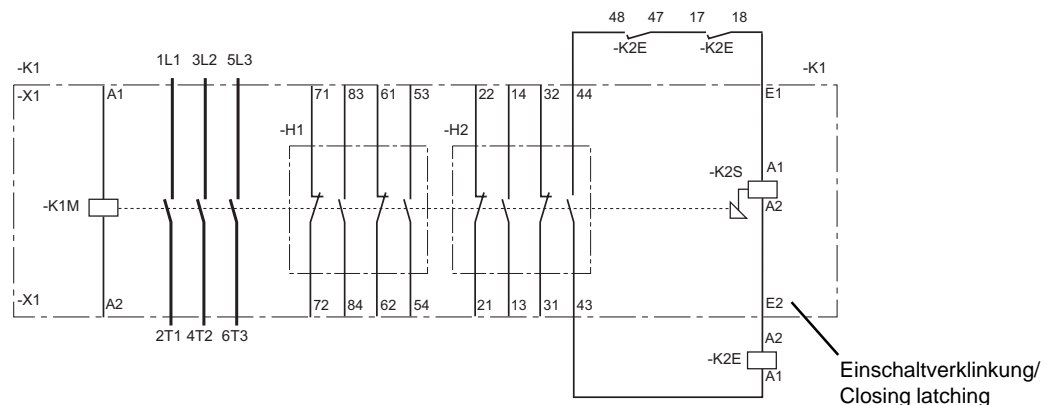 48 47 17 18
-K2E -K2E
1L1 3L2 5L3
-K1 -K1
-X1 A1 71 83 61 53 22 14 32 44 E1
-H1 -H2
A1
-K2S
-K1M A2
-X1 A2 72 84 62 54 21 13 31 43 E2
2T1 4T2 6T3
A2
-K2E
A1
Einschaltverklinkung/
Closing latching